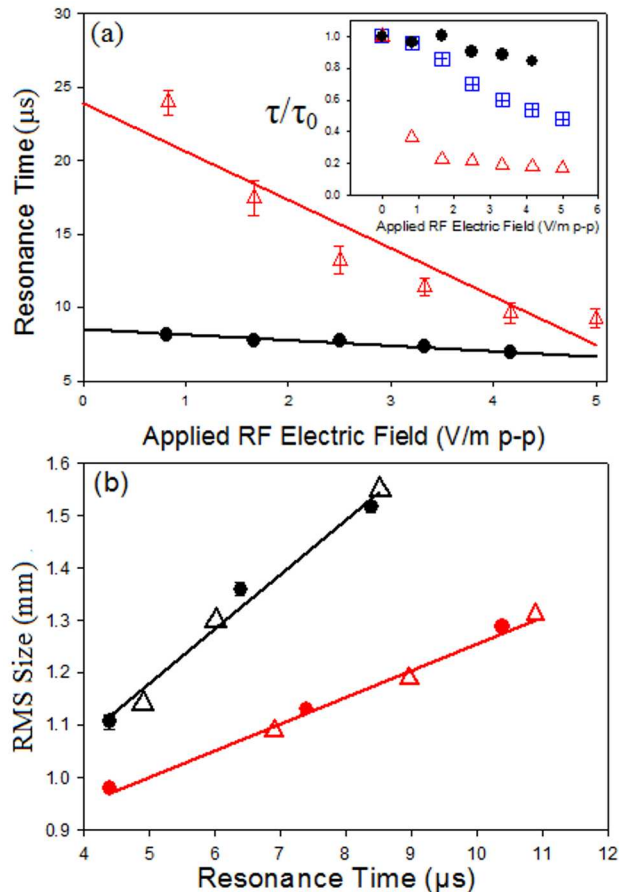 (a)
30
25
20
15
10
5
Resonance Time (μs)
0 1 2 3 4 5
Applied RF Electric Field (V/m p-p)
τ/τ0
1.0
0.8
0.6
0.4
0.2
0.0
0 1 2 3 4 5 6
Applied RF Electric Field (V/m p-p)
(b)
1.6
1.5
1.4
1.3
1.2
1.1
1.0
0.9
RMS Size (mm)
4 5 6 7 8 9 10 11 12
Resonance Time (μs)